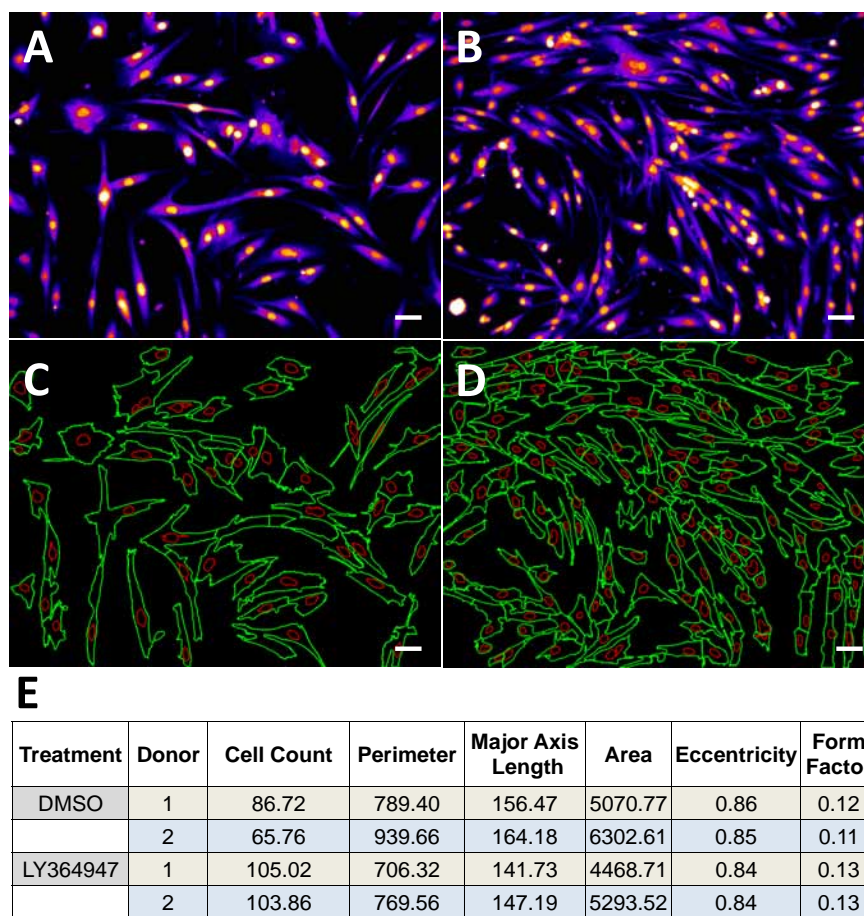 A
B
C
D
E
Treatment Donor Cell Count Perimeter Major Axis Length Area Eccentricity Form Facto
DMSO 1 86.72 789.40 156.47 5070.77 0.86 0.12
2 65.76 939.66 164.18 6302.61 0.85 0.11
LY364947 1 105.02 706.32 141.73 4468.71 0.84 0.13
2 103.86 769.56 147.19 5293.52 0.84 0.13